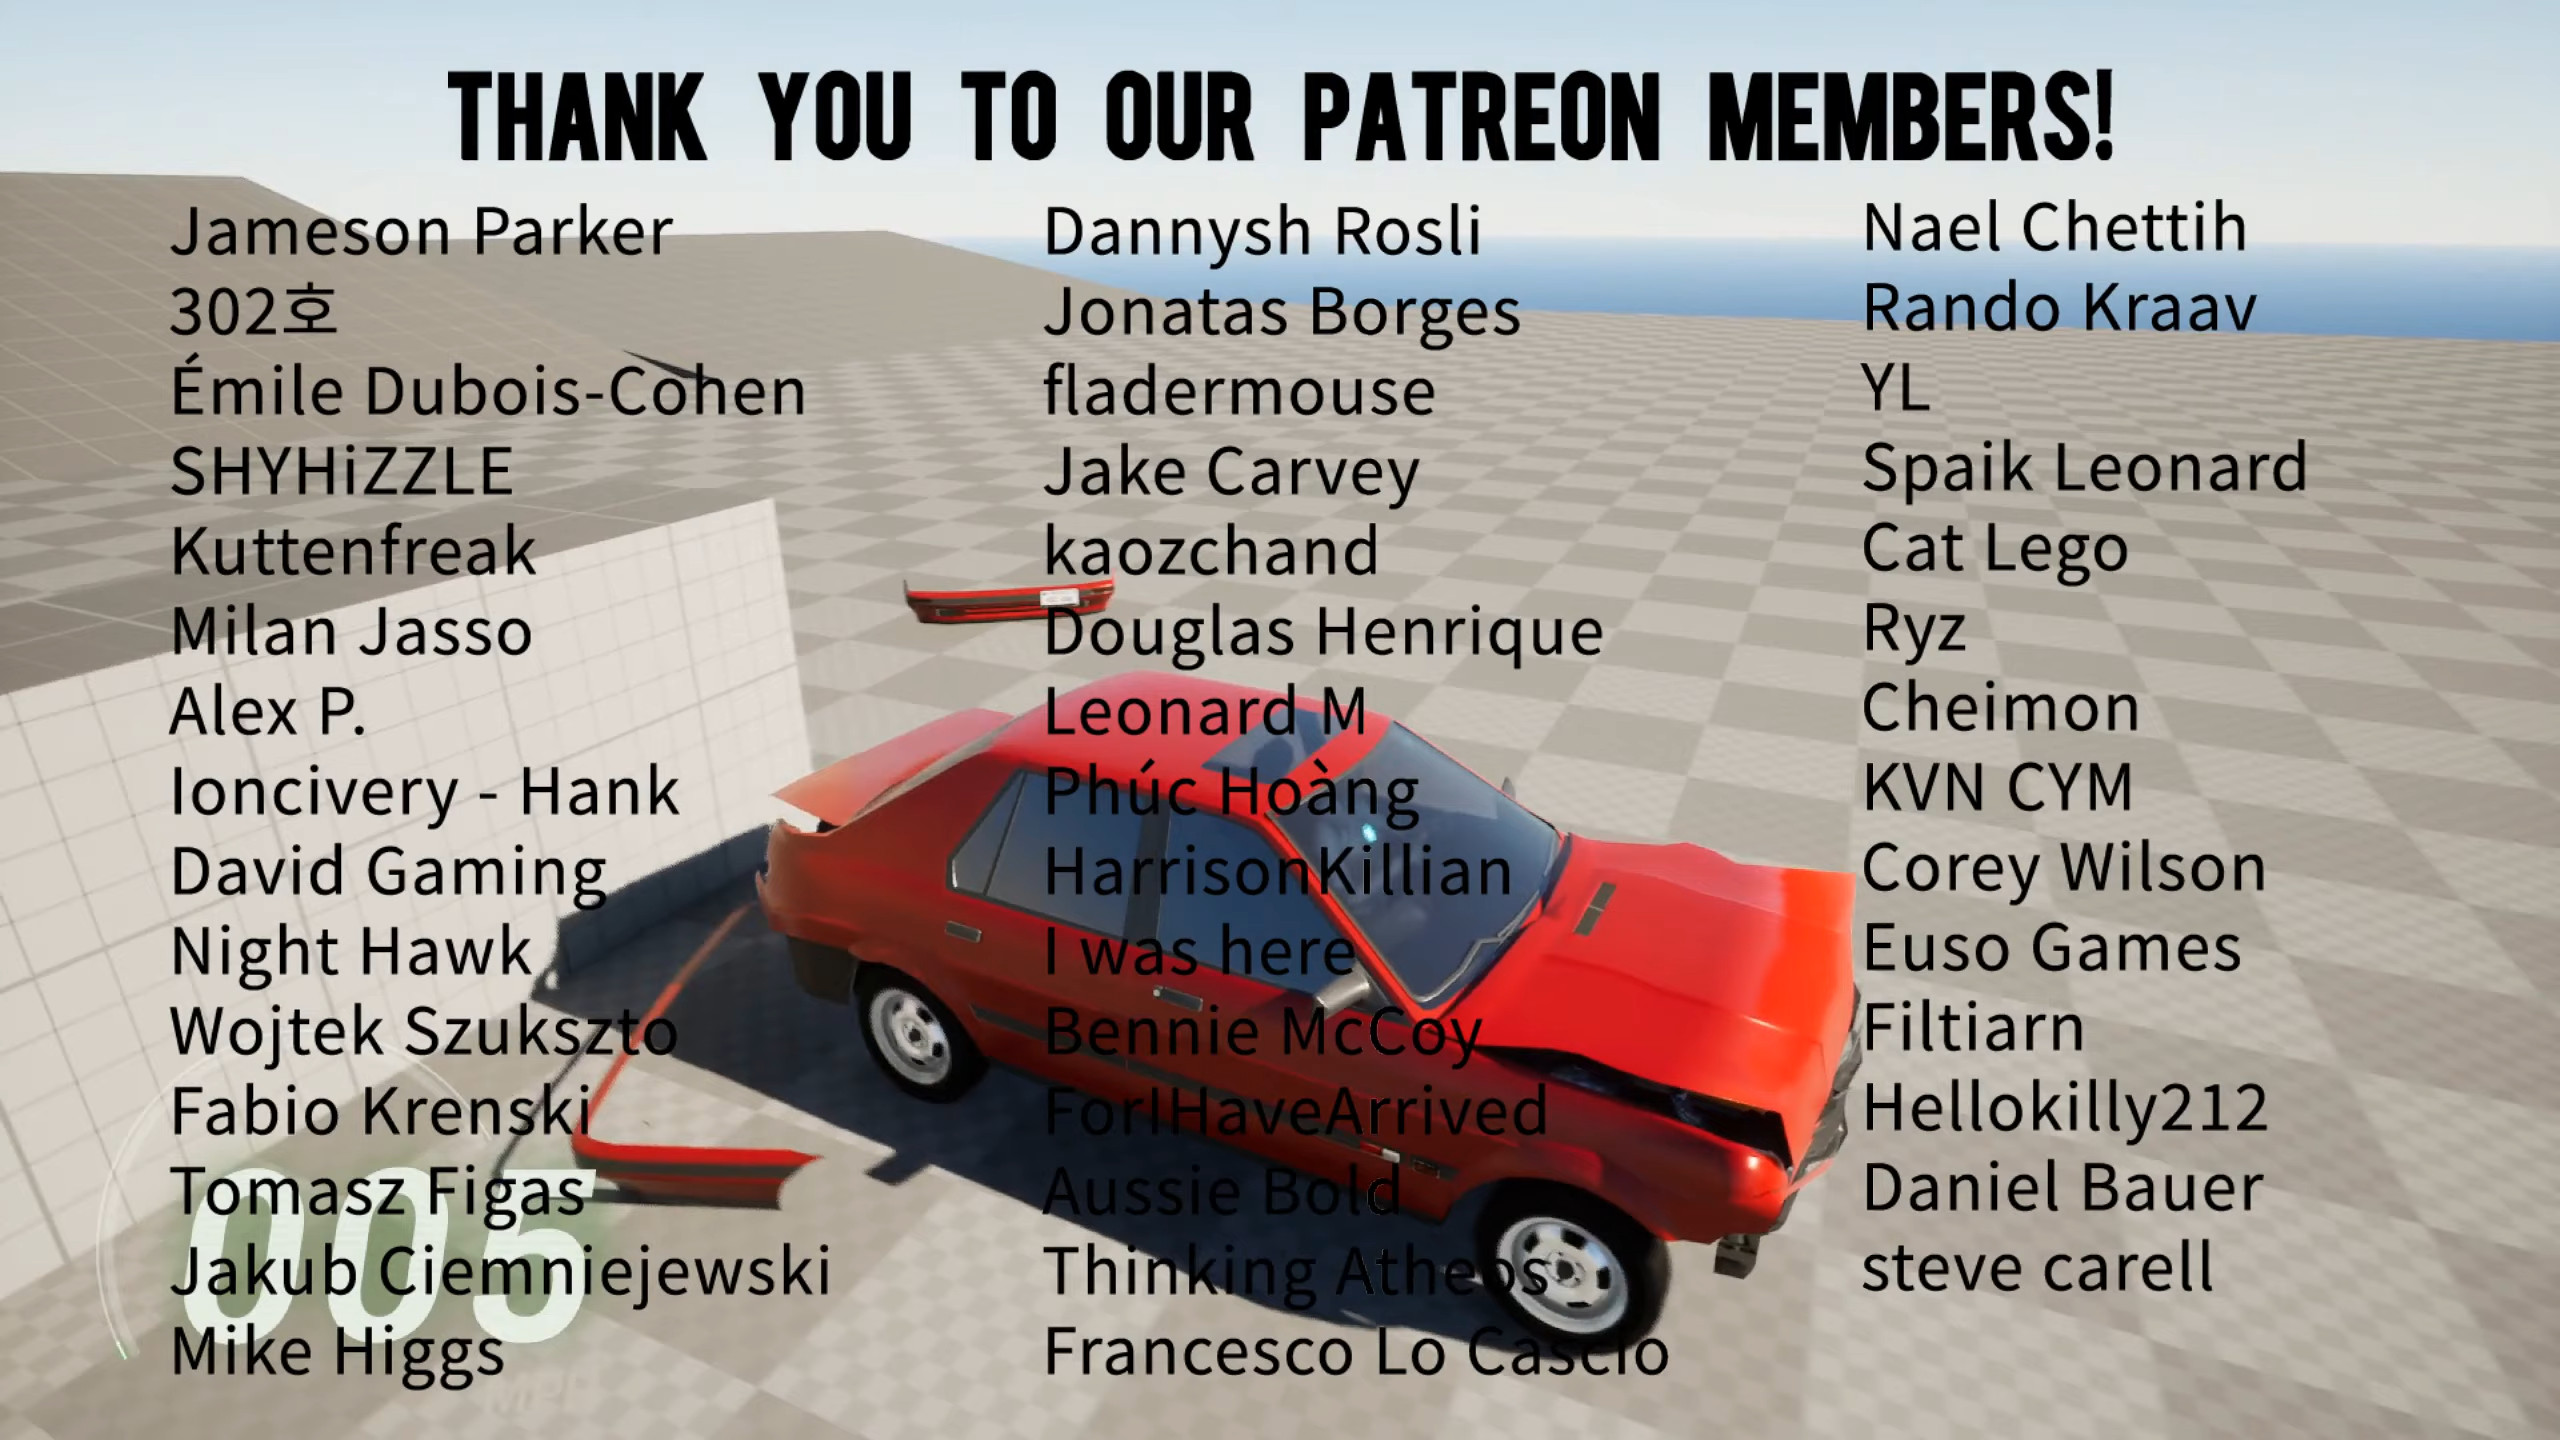 THANK YOU TO OUR PATREON MEMBERS!
Jameson Parker
302호
Émile Dubois-Cohen
SHYHiZZLE
Kuttenfreak
Milan Jasso
Alex P.
Ioncivery - Hank
David Gaming
Night Hawk
Wojtek Szukszto
Fabio Krenski
Tomasz Figas
Jakub Ciemniejewski
Mike Higgs
Dannysh Rosli
Jonatas Borges
fladermouse
Jake Carvey
kaozchand
Douglas Henrique
Leonard M
Phúc Hoàng
HarrisonKillian
I was here
Bennie McCoy
ForIHaveArrived
Aussie Bold
Thinking Atheos
Francesco Lo Cascio
Nael Chettih
Rando Kraav
YL
Spaik Leonard
Cat Lego
Ryz
Cheimon
KVN CYM
Corey Wilson
Euso Games
Filtiarn
Hellokilly212
Daniel Bauer
steve carell
005
MPH